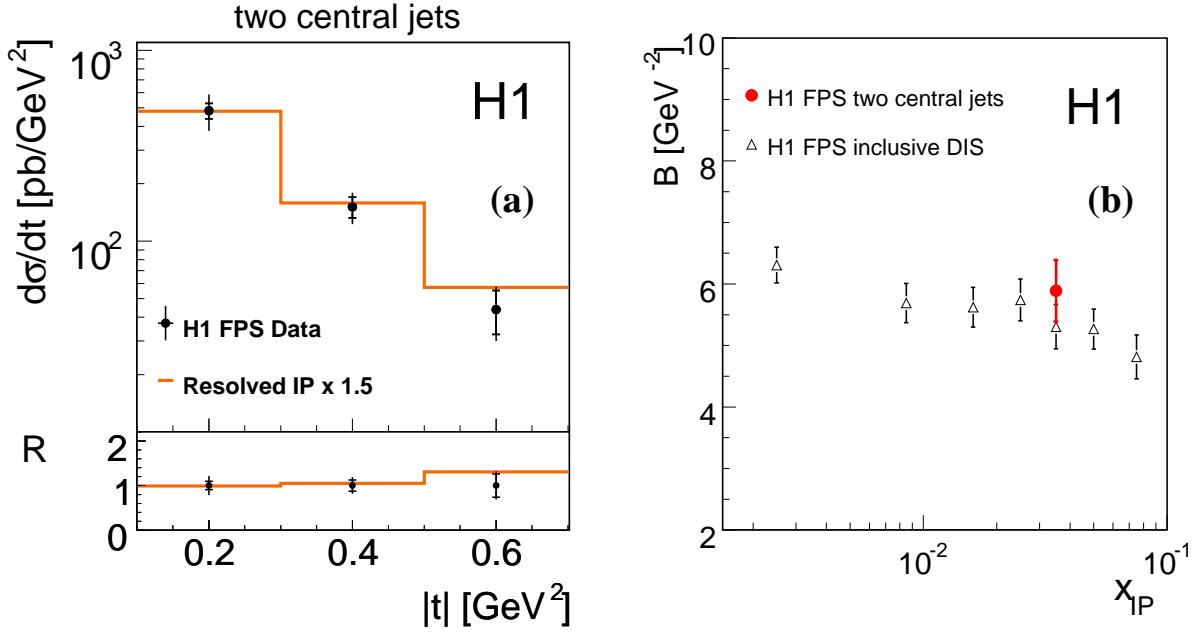 two central jets
dσ/dt [pb/GeV²]
10³
10²
H1
(a)
H1 FPS Data
Resolved IP x 1.5
R
2
1
0
0.2
0.4
0.6
|t| [GeV²]
B [GeV⁻²]
10
8
6
4
2
H1 FPS two central jets
H1 FPS inclusive DIS
H1
(b)
10⁻²
10⁻¹
x_IP